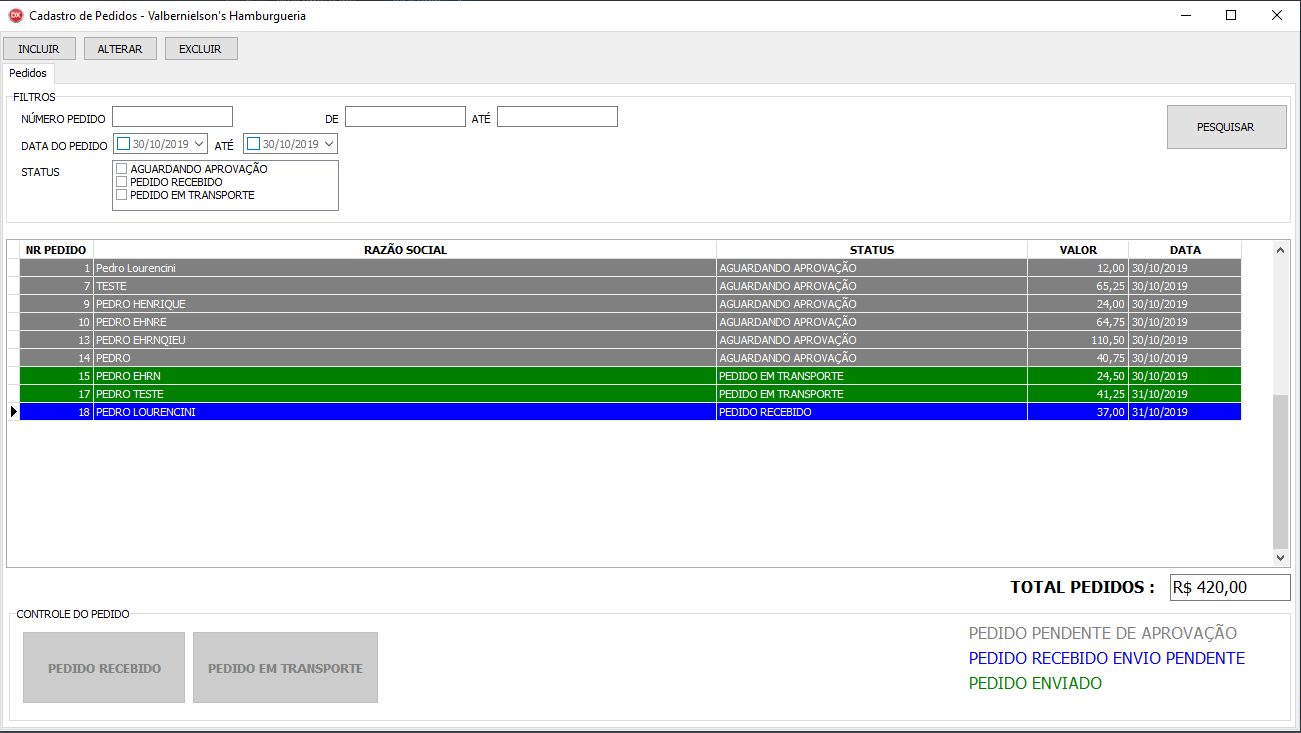 DX Cadastro de Pedidos - Valbernielson's Hamburgueria
INCLUIR ALTERAR EXCLUIR
Pedidos
FILTROS
NÚMERO PEDIDO DE ATÉ
PESQUISAR
DATA DO PEDIDO 30/10/2019 ATÉ 30/10/2019
STATUS AGUARDANDO APROVAÇÃO
PEDIDO RECEBIDO
PEDIDO EM TRANSPORTE
NR PEDIDO RAZÃO SOCIAL STATUS VALOR DATA
1 Pedro Lourencini AGUARDANDO APROVAÇÃO 12,00 30/10/2019
7 TESTE AGUARDANDO APROVAÇÃO 65,25 30/10/2019
9 PEDRO HENRIQUE AGUARDANDO APROVAÇÃO 24,00 30/10/2019
10 PEDRO EHNRE AGUARDANDO APROVAÇÃO 64,75 30/10/2019
13 PEDRO EHRNQIEU AGUARDANDO APROVAÇÃO 110,50 30/10/2019
14 PEDRO AGUARDANDO APROVAÇÃO 40,75 30/10/2019
15 PEDRO EHRN PEDIDO EM TRANSPORTE 24,50 30/10/2019
17 PEDRO TESTE PEDIDO EM TRANSPORTE 41,25 31/10/2019
18 PEDRO LOURENCINI PEDIDO RECEBIDO 37,00 31/10/2019
TOTAL PEDIDOS : R$ 420,00
CONTROLE DO PEDIDO
PEDIDO RECEBIDO PEDIDO EM TRANSPORTE
PEDIDO PENDENTE DE APROVAÇÃO
PEDIDO RECEBIDO ENVIO PENDENTE
PEDIDO ENVIADO